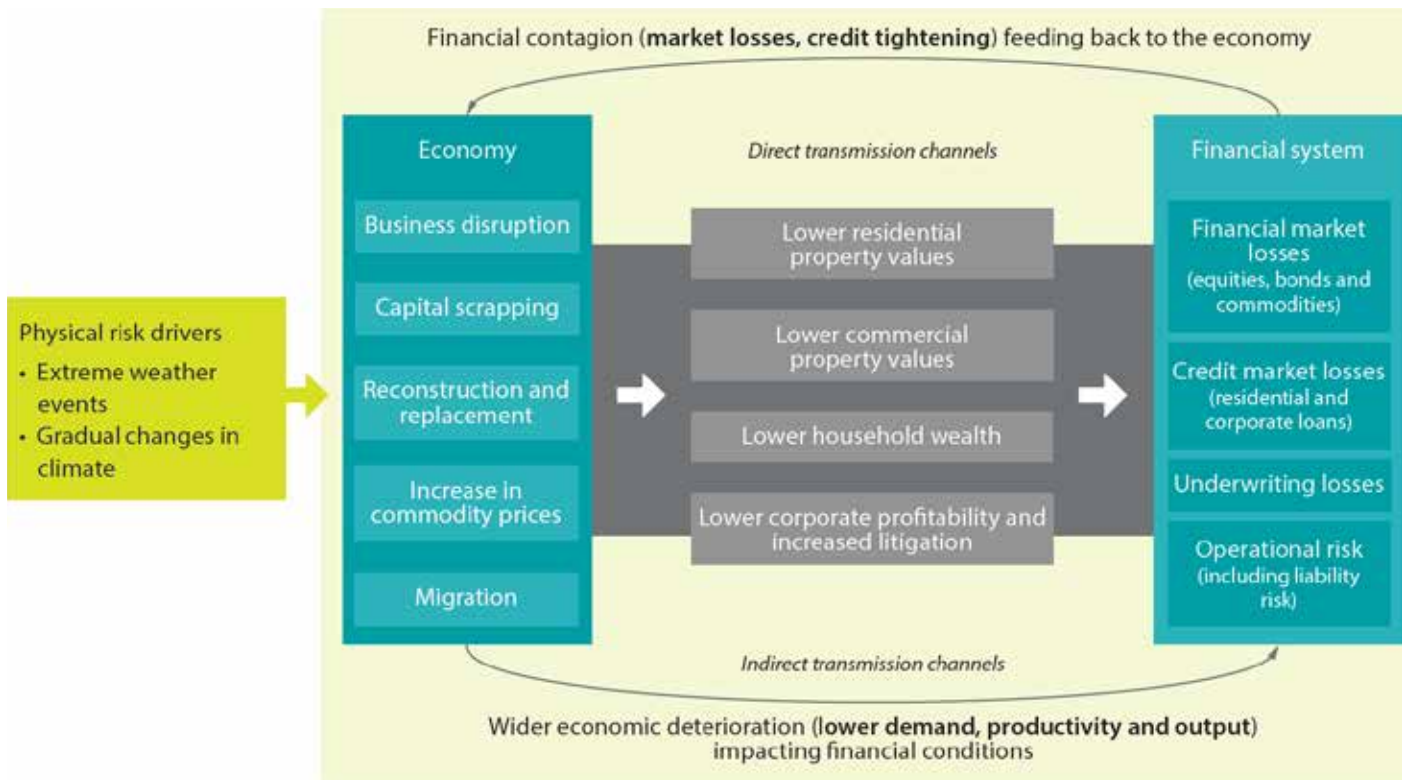 Financial contagion (market losses, credit tightening) feeding back to the economy
Economy
Direct transmission channels
Financial system
Business disruption
Capital scrapping
Reconstruction and
replacement
Increase in
commodity prices
Migration
Physical risk drivers
• Extreme weather
events
• Gradual changes in
climate
Lower residential
property values
Lower commercial
property values
Lower household wealth
Lower corporate profitability and
increased litigation
Financial market
losses
(equities, bonds and
commodities)
Credit market losses
(residential and
corporate loans)
Underwriting losses
Operational risk
(including liability
risk)
Indirect transmission channels
Wider economic deterioration (lower demand, productivity and output)
impacting financial conditions